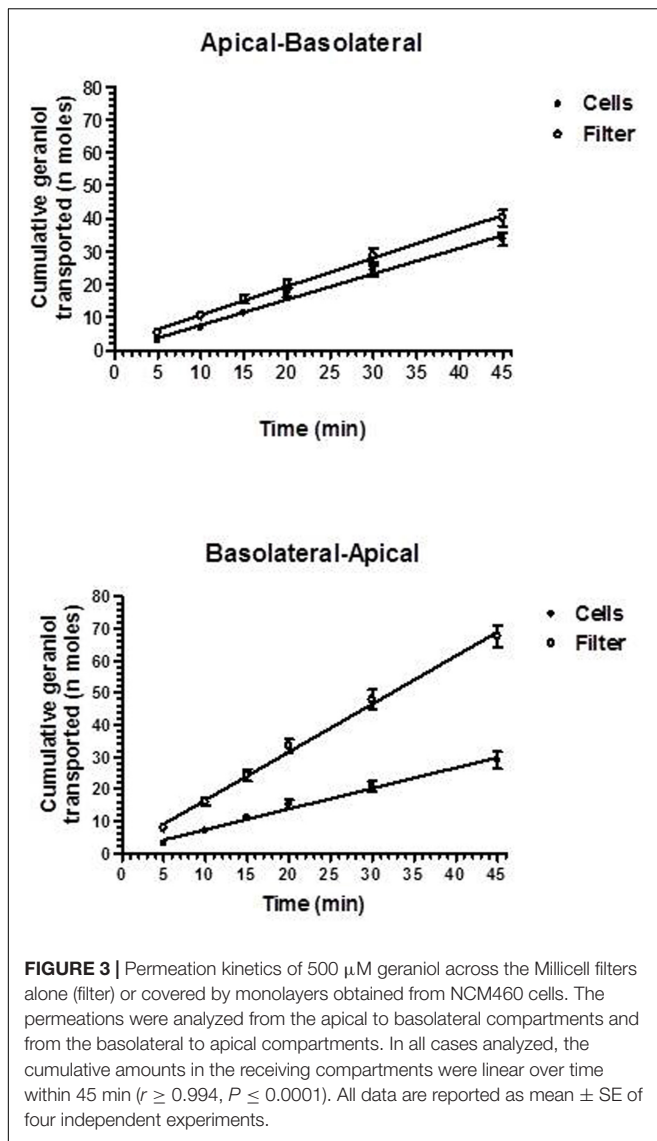 Apical-Basolateral
Cumulative geraniol
transported (n moles)
80
70
60
50
40
30
20
10
0
0 5 10 15 20 25 30 35 40 45
Time (min)
Cells
Filter
Basolateral-Apical
Cumulative geraniol
transported (n moles)
80
70
60
50
40
30
20
10
0
0 5 10 15 20 25 30 35 40 45
Time (min)
Cells
Filter
FIGURE 3 | Permeation kinetics of 500 μM geraniol across the Millicell filters
alone (filter) or covered by monolayers obtained from NCM460 cells. The
permeations were analyzed from the apical to basolateral compartments and
from the basolateral to apical compartments. In all cases analyzed, the
cumulative amounts in the receiving compartments were linear over time
within 45 min (r ≥ 0.994, P ≤ 0.0001). All data are reported as mean ± SE of
four independent experiments.